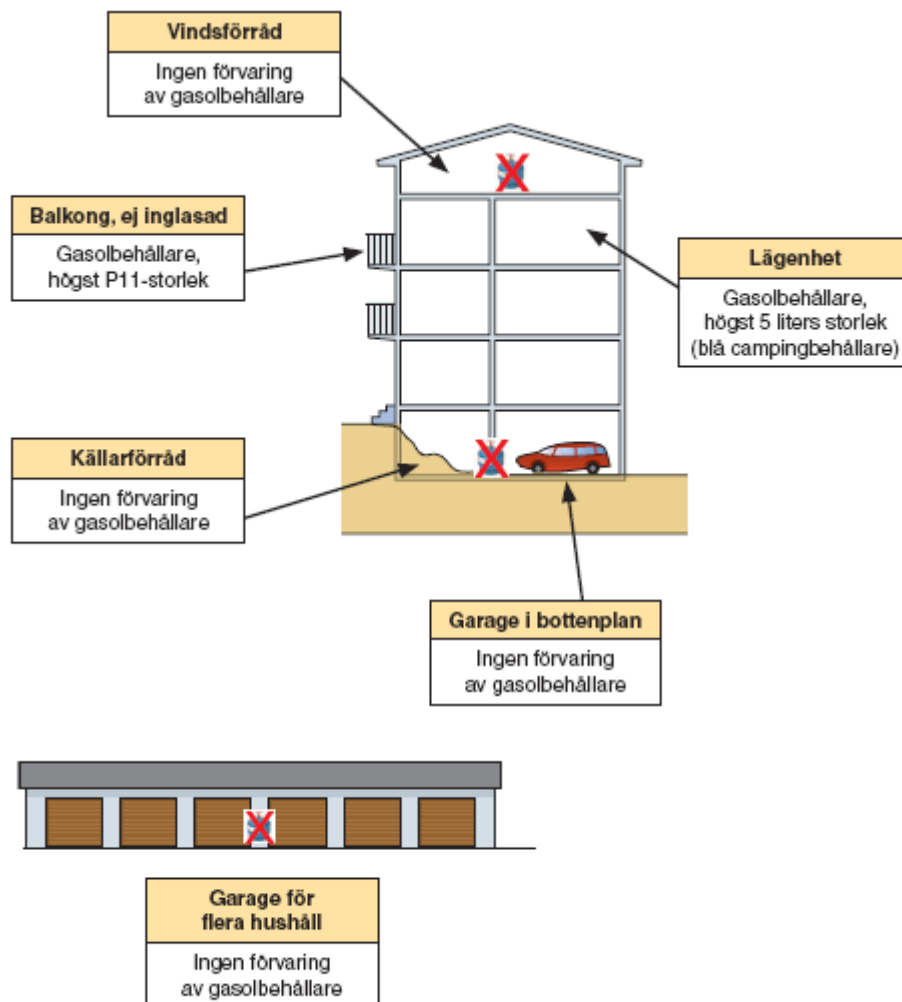 Vindsförråd
Ingen förvaring
av gasolbehållare
Balkong, ej inglasad
Gasolbehållare,
högst P11-storlek
Lägenhet
Gasolbehållare,
högst 5 liters storlek
(blå campingbehållare)
Källarförråd
Ingen förvaring
av gasolbehållare
Garage i bottenplan
Ingen förvaring
av gasolbehållare
Garage för
flera hushåll
Ingen förvaring
av gasolbehållare